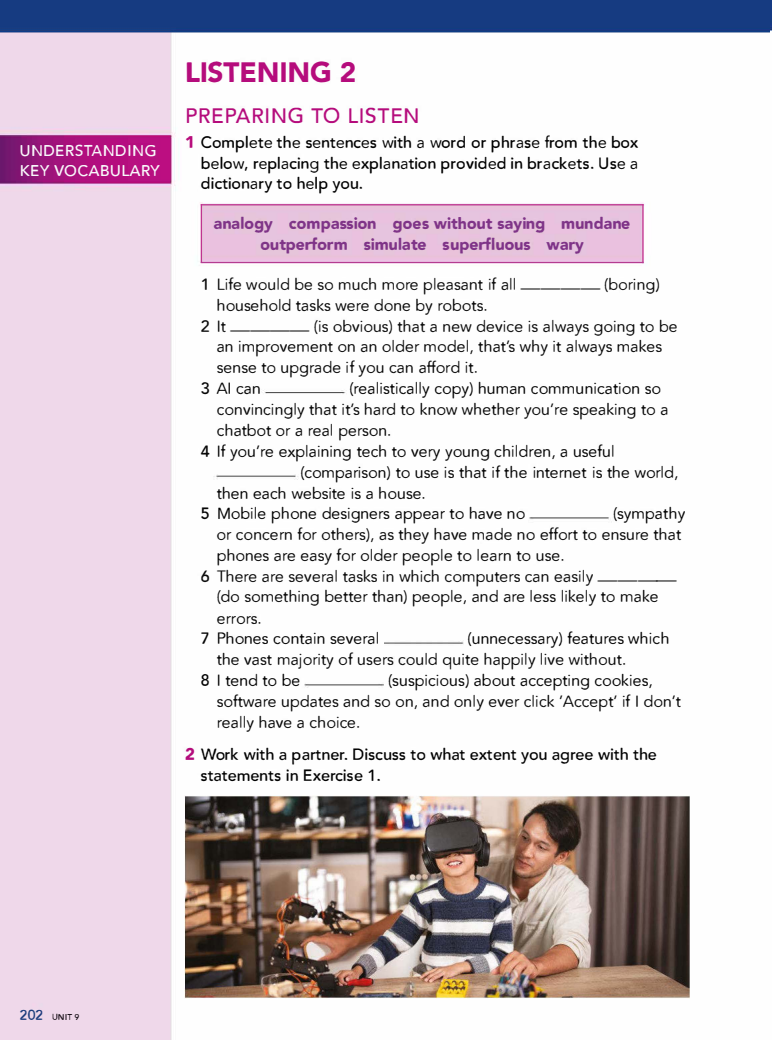 LISTENING 2
PREPARING TO LISTEN
UNDERSTANDING
KEY VOCABULARY
1 Complete the sentences with a word or phrase from the box
below, replacing the explanation provided in brackets. Use a
dictionary to help you.
analogy compassion goes without saying mundane
outperform simulate superfluous wary
1 Life would be so much more pleasant if all __________ (boring)
household tasks were done by robots.
2 It __________ (is obvious) that a new device is always going to be
an improvement on an older model, that's why it always makes
sense to upgrade if you can afford it.
3 AI can __________ (realistically copy) human communication so
convincingly that it's hard to know whether you're speaking to a
chatbot or a real person.
4 If you're explaining tech to very young children, a useful
__________ (comparison) to use is that if the internet is the world,
then each website is a house.
5 Mobile phone designers appear to have no __________ (sympathy
or concern for others), as they have made no effort to ensure that
phones are easy for older people to learn to use.
6 There are several tasks in which computers can easily __________
(do something better than) people, and are less likely to make
errors.
7 Phones contain several __________ (unnecessary) features which
the vast majority of users could quite happily live without.
8 I tend to be __________ (suspicious) about accepting cookies,
software updates and so on, and only ever click 'Accept' if I don't
really have a choice.
2 Work with a partner. Discuss to what extent you agree with the
statements in Exercise 1.
202 UNIT 9